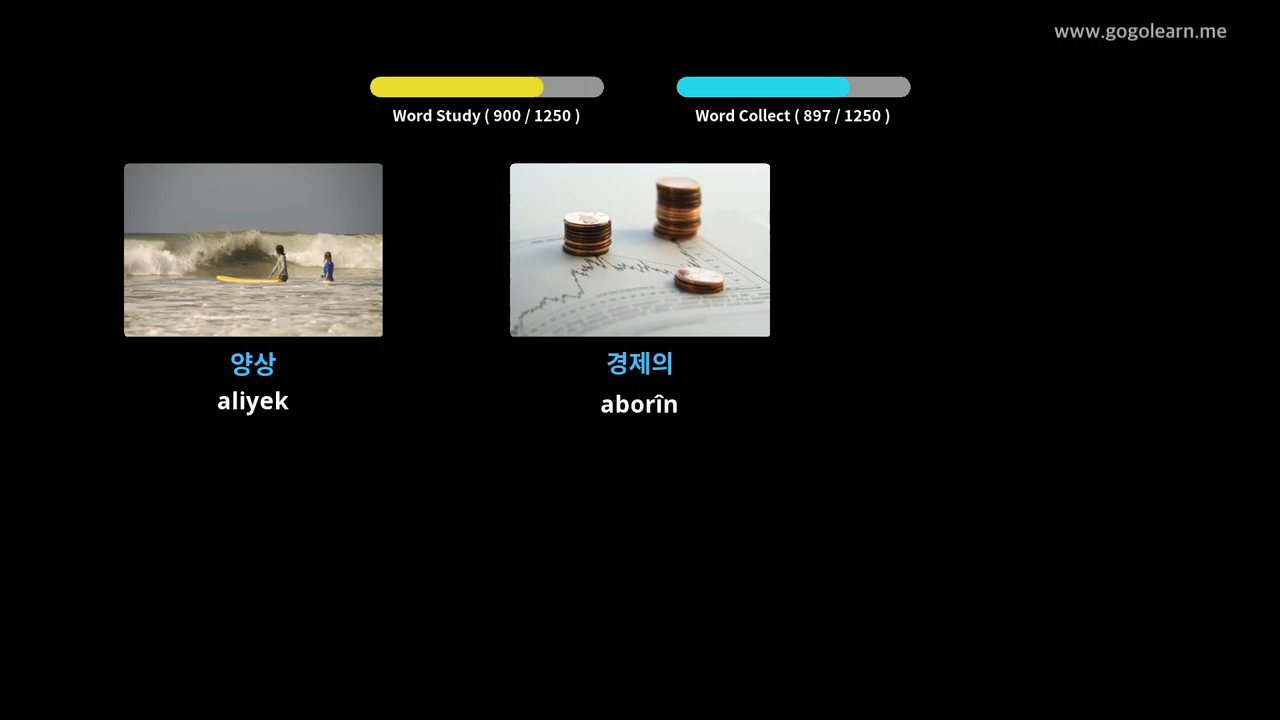 www.gogolearn.me
Word Study ( 900 / 1250 )
Word Collect ( 897 / 1250 )
양상
aliyek
경제의
aborîn